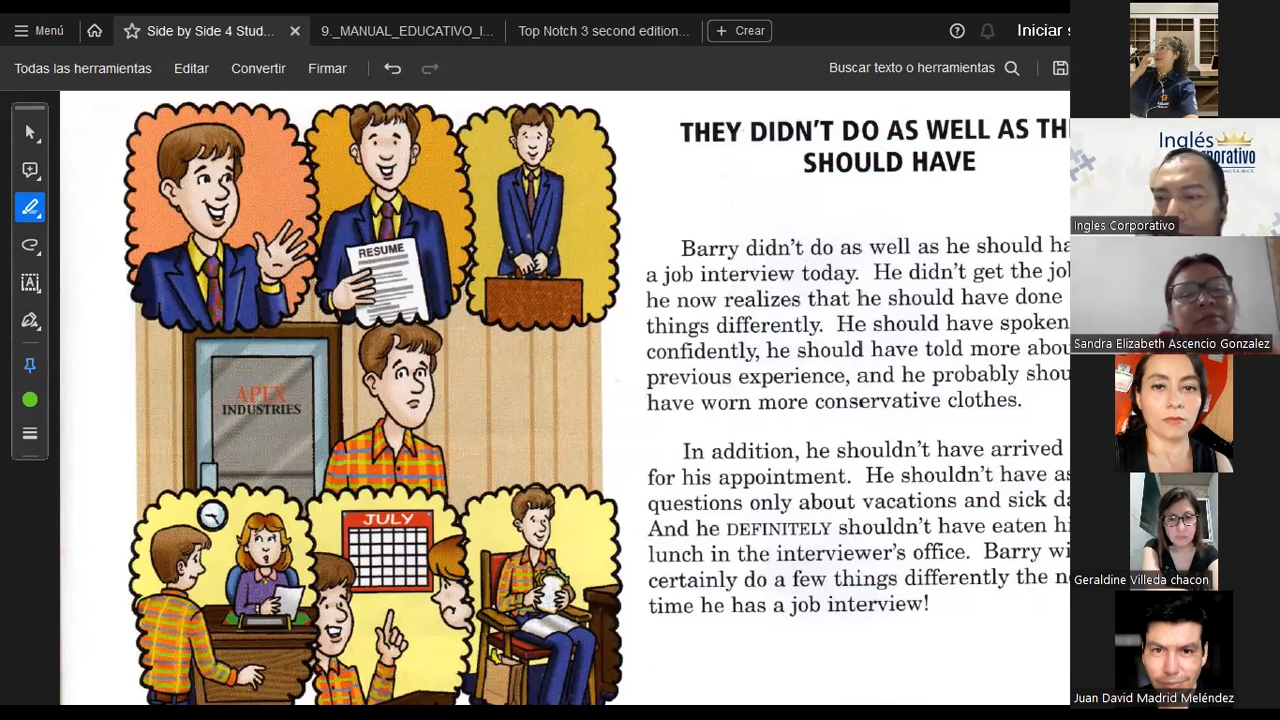 Menú
Side by Side 4 Stud...
9._MANUAL_EDUCATIVO_I...
Top Notch 3 second edition...
Crear
Iniciar s
Todas las herramientas
Editar
Convertir
Firmar
Buscar texto o herramientas
RESUME
APEX
INDUSTRIES
JULY
THEY DIDN'T DO AS WELL AS TH
SHOULD HAVE
Barry didn't do as well as he should ha
a job interview today. He didn't get the jo
he now realizes that he should have done
things differently. He should have spoken
confidently, he should have told more abou
previous experience, and he probably shou
have worn more conservative clothes.
In addition, he shouldn't have arrived
for his appointment. He shouldn't have as
questions only about vacations and sick da
And he DEFINITELY shouldn't have eaten hi
lunch in the interviewer's office. Barry wi
certainly do a few things differently the n
time he has a job interview!
Inglés
orporativo
Ingles Corporativo
Sandra Elizabeth Ascencio Gonzalez
Geraldine Villeda chacon
Juan David Madrid Meléndez